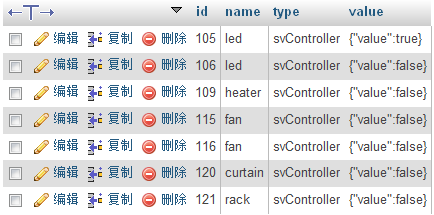 id name type value
编辑 复制 删除 105 led svController {"value":true}
编辑 复制 删除 106 led svController {"value":false}
编辑 复制 删除 109 heater svController {"value":false}
编辑 复制 删除 115 fan svController {"value":false}
编辑 复制 删除 116 fan svController {"value":false}
编辑 复制 删除 120 curtain svController {"value":false}
编辑 复制 删除 121 rack svController {"value":false}